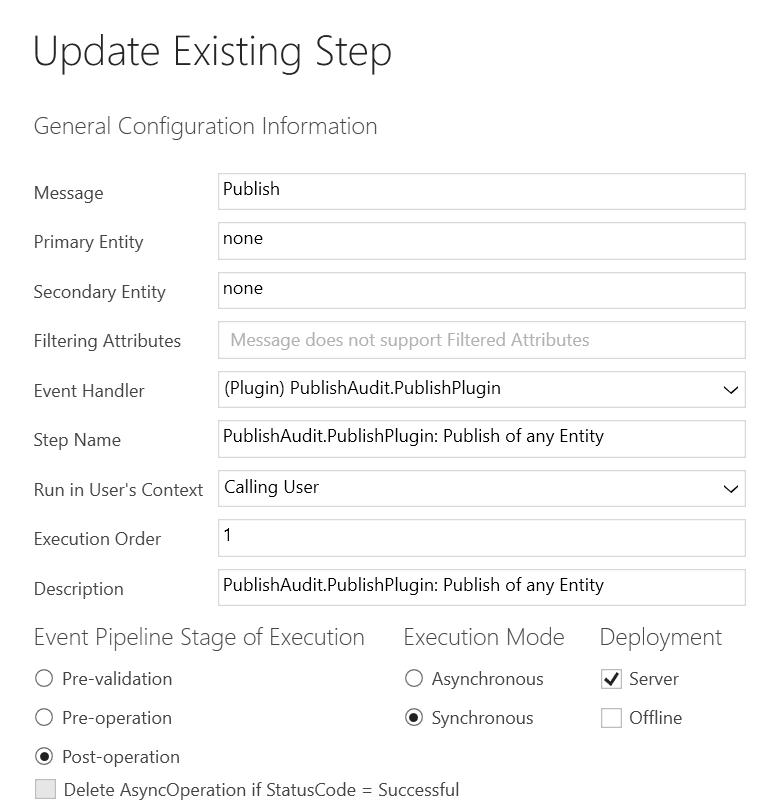 Update Existing Step
General Configuration Information
Message Publish
Primary Entity none
Secondary Entity none
Filtering Attributes Message does not support Filtered Attributes
Event Handler (Plugin) PublishAudit.PublishPlugin
Step Name PublishAudit.PublishPlugin: Publish of any Entity
Run in User's Context Calling User
Execution Order 1
Description PublishAudit.PublishPlugin: Publish of any Entity
Event Pipeline Stage of Execution Execution Mode Deployment
Pre-validation Asynchronous Server
Pre-operation Synchronous Offline
Post-operation
Delete AsyncOperation if StatusCode = Successful